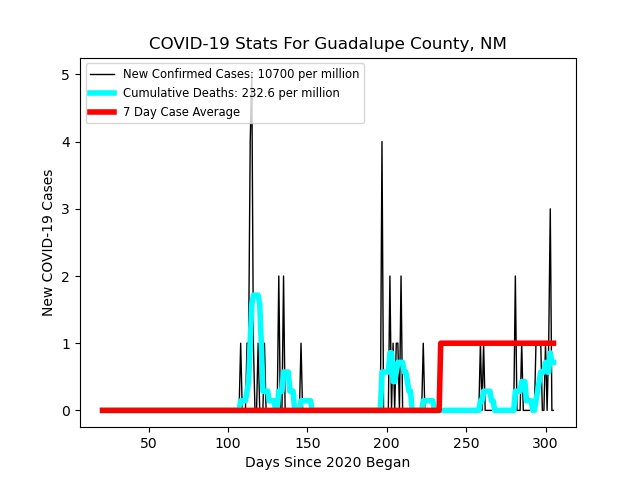 COVID-19 Stats For Guadalupe County, NM
New Confirmed Cases: 10700 per million
Cumulative Deaths: 232.6 per million
7 Day Case Average
New COVID-19 Cases
5
4
3
2
1
0
50 100 150 200 250 300
Days Since 2020 Began